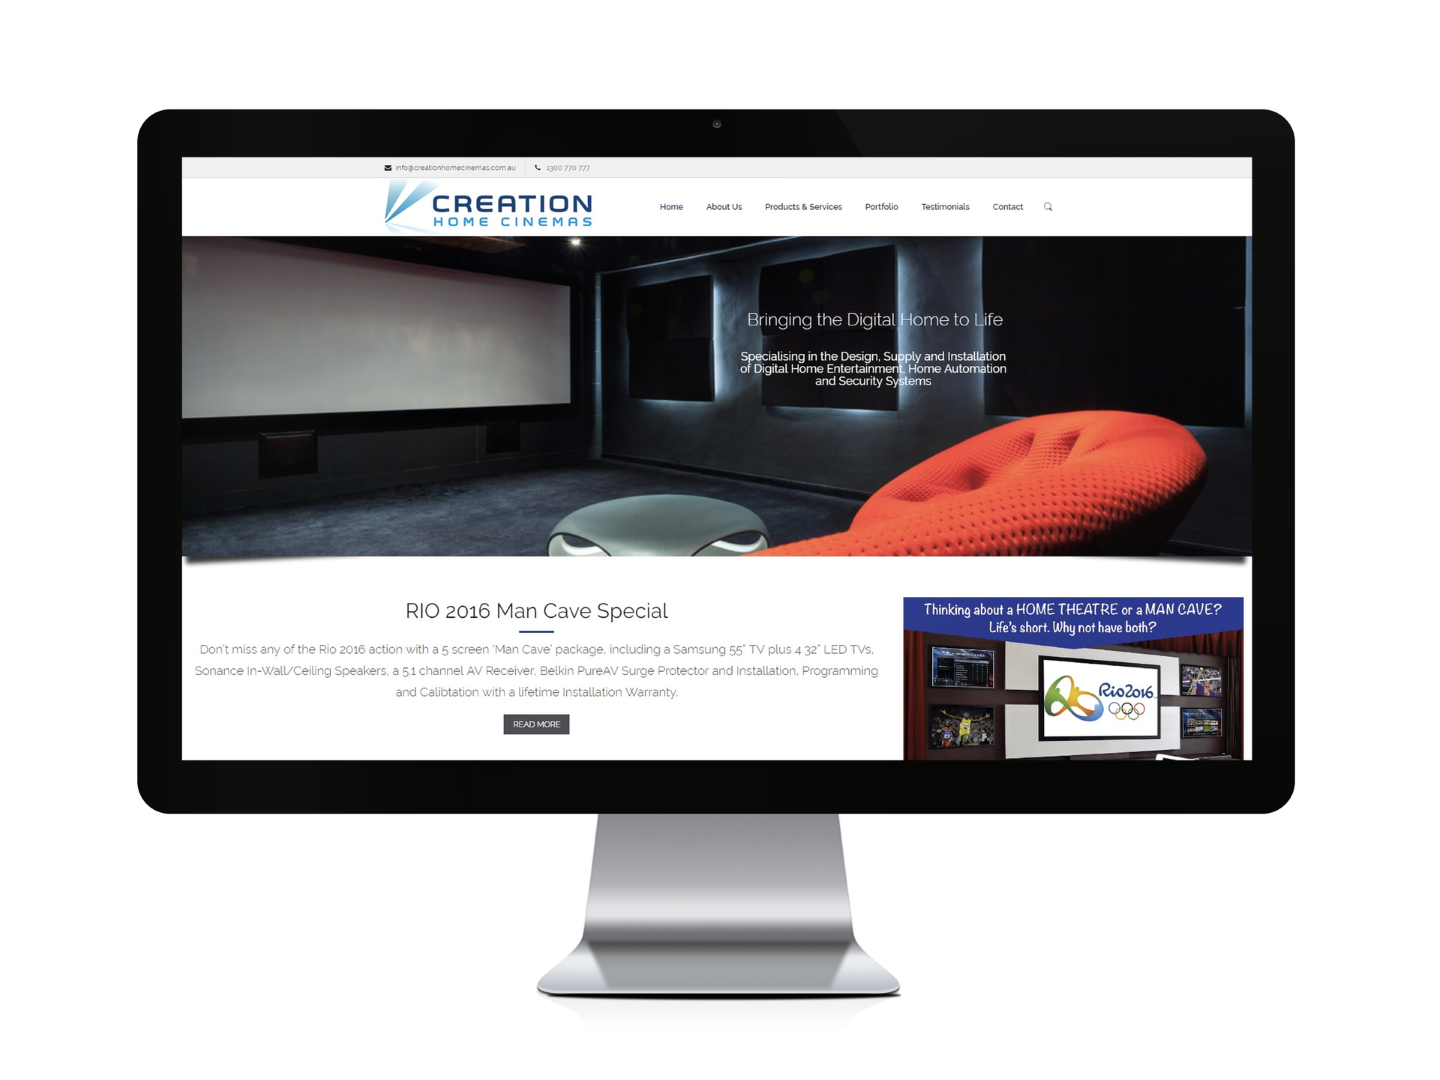 info@creationhomecinemas.com.au 1300 770 777
CREATION
HOME CINEMAS
Home About Us Products & Services Portfolio Testimonials Contact
Bringing the Digital Home to Life
Specialising in the Design, Supply and Installation
of Digital Home Entertainment, Home Automation
and Security Systems
RIO 2016 Man Cave Special
Don't miss any of the Rio 2016 action with a 5 screen 'Man Cave' package, including a Samsung 55" TV plus 4 32" LED TVs,
Sonance In-Wall/Ceiling Speakers, a 5.1 channel AV Receiver, Belkin PureAV Surge Protector and Installation, Programming
and Calibtation with a lifetime Installation Warranty.
READ MORE
Thinking about a HOME THEATRE or a MAN CAVE?
Life's short. Why not have both?
Rio2016